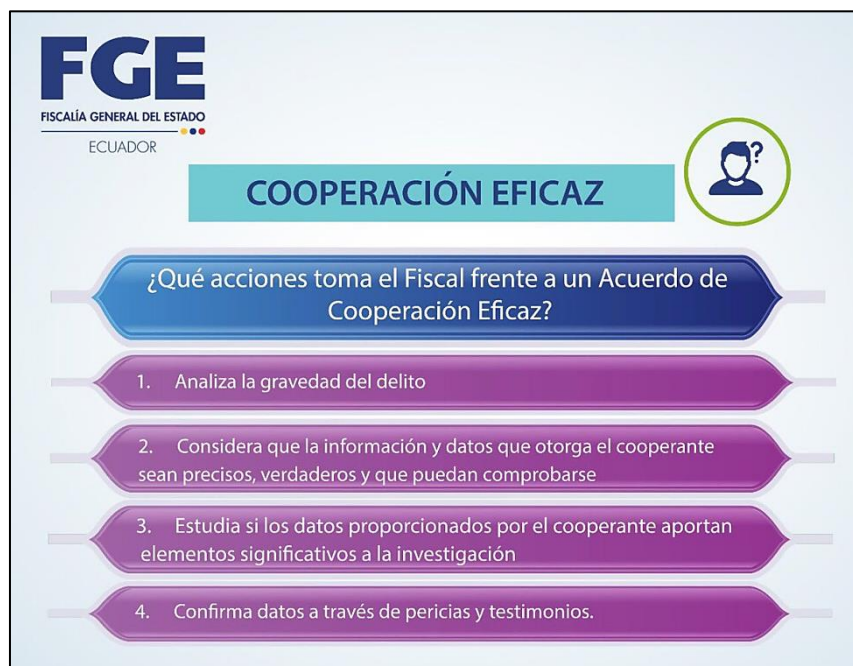 FGE
FISCALÍA GENERAL DEL ESTADO
ECUADOR
?
COOPERACIÓN EFICAZ
¿Qué acciones toma el Fiscal frente a un Acuerdo de
Cooperación Eficaz?
1. Analiza la gravedad del delito
2. Considera que la información y datos que otorga el cooperante
sean precisos, verdaderos y que puedan comprobarse
3. Estudia si los datos proporcionados por el cooperante aportan
elementos significativos a la investigación
4. Confirma datos a través de pericias y testimonios.